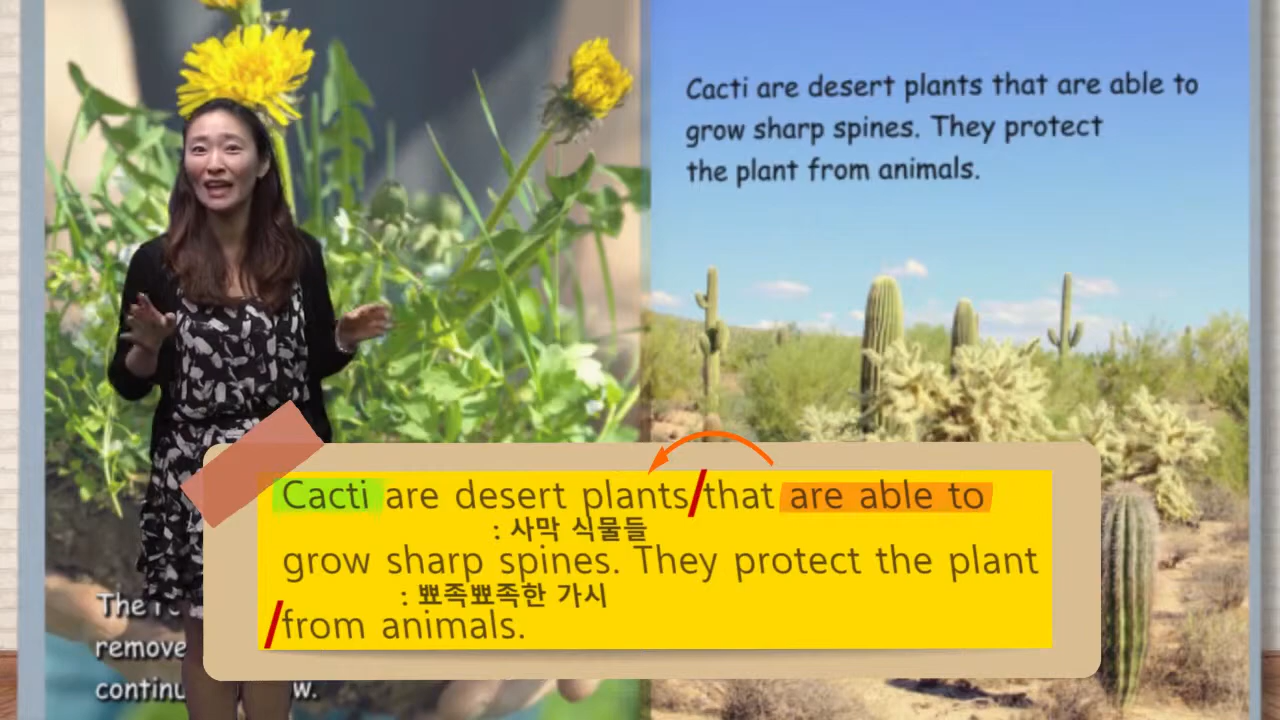 Cacti are desert plants that are able to
grow sharp spines. They protect
the plant from animals.
Cacti are desert plants/that are able to
: 사막 식물들
grow sharp spines. They protect the plant
: 뾰족뾰족한 가시
/from animals.
The
remove
continu
w.